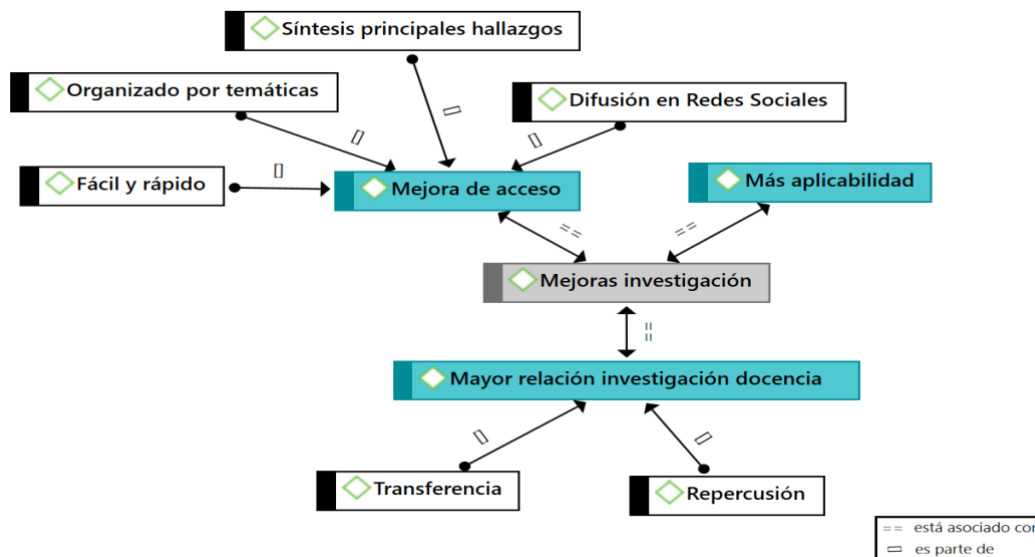 Síntesis principales hallazgos
Organizado por temáticas
Difusión en Redes Sociales
[]
[]
[]
[]
Fácil y rápido
Mejora de acceso
Más aplicabilidad
==
==
Mejoras investigación
==
Mayor relación investigación docencia
[]
[]
Transferencia
Repercusión
== está asociado con
[] es parte de